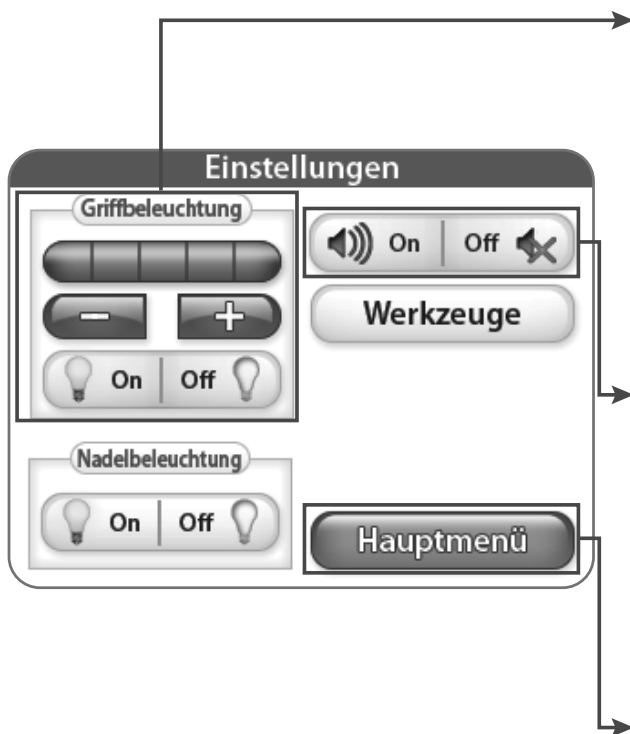 Einstellungen
Griffbeleuchtung
− +
On Off
Nadelbeleuchtung
On Off
On Off
Werkzeuge
Hauptmenü